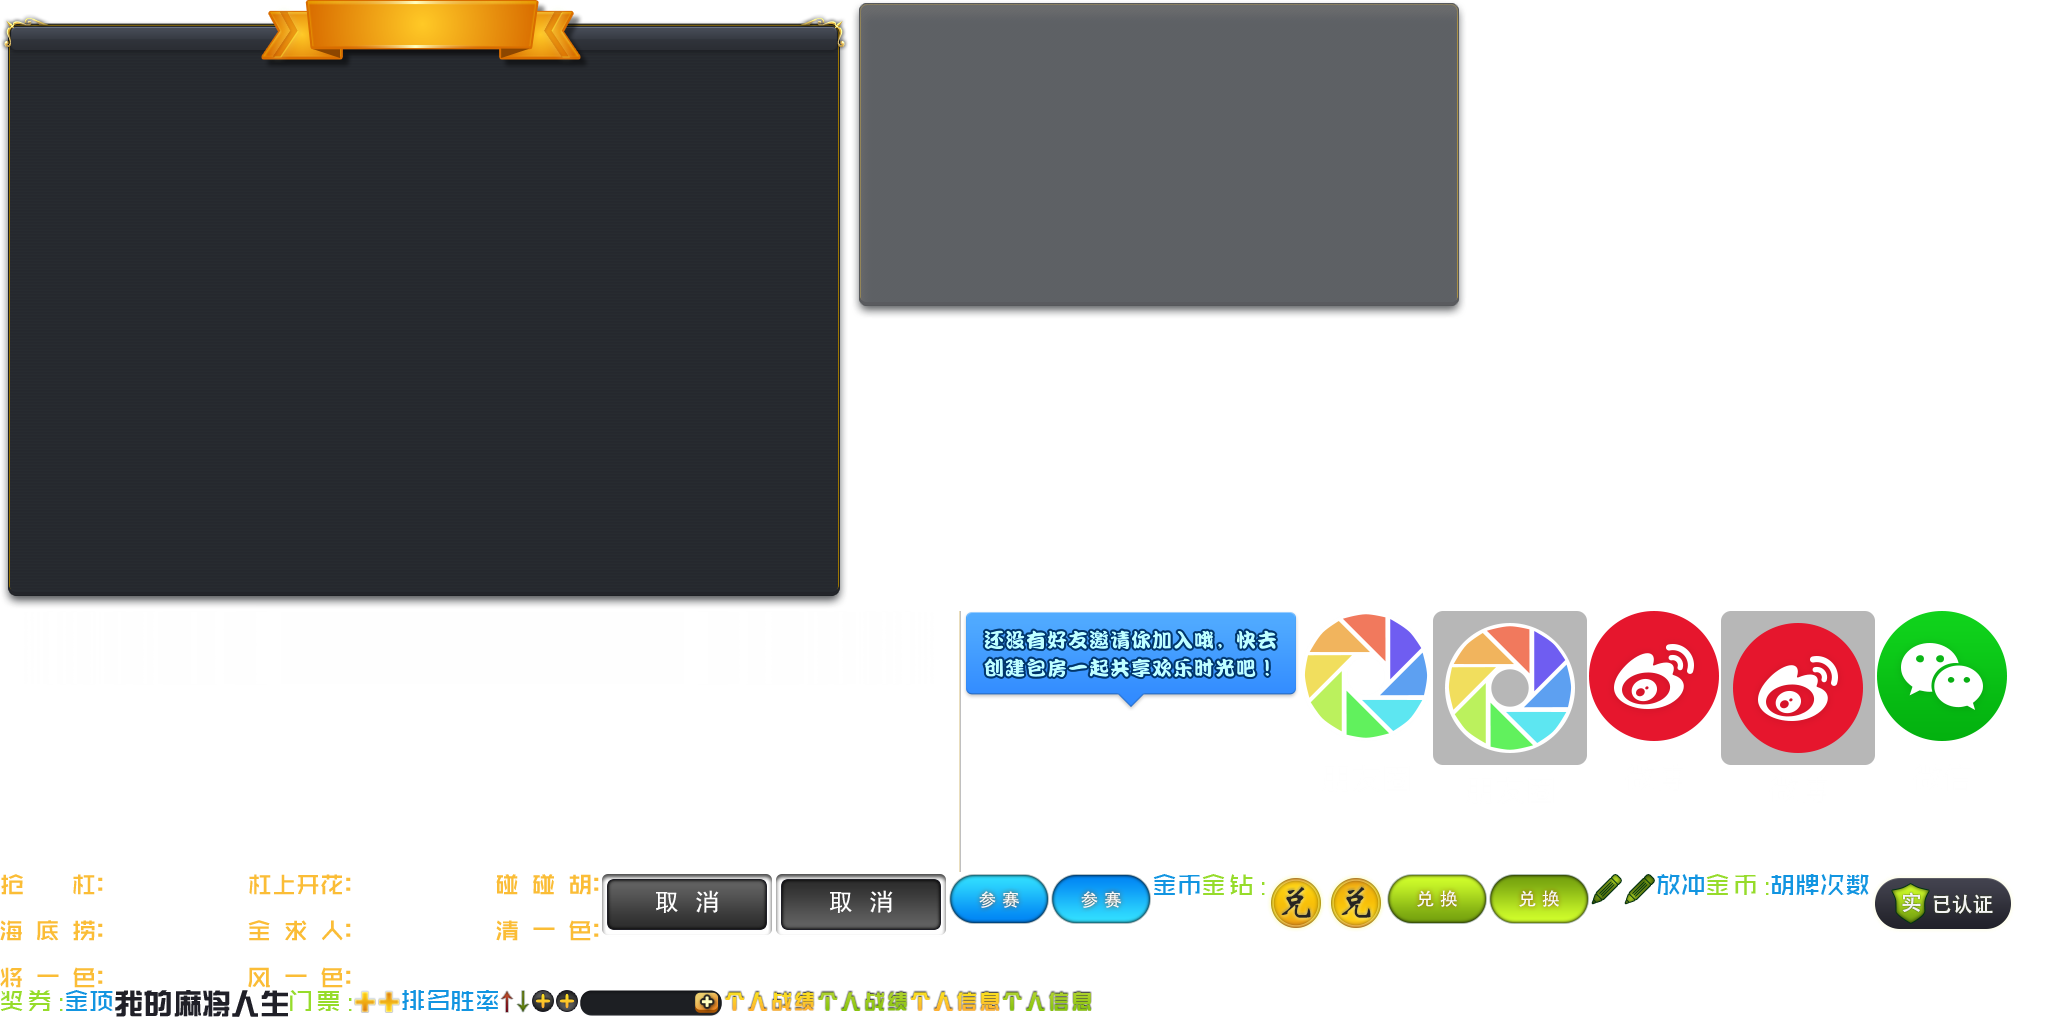 还没有好友邀请你加入哦，快去
创建包房一起共享欢乐时光吧！
抢 杠：
杠上开花：
碰碰胡：
取 消
取 消
参 赛
参 赛
金币
金钻：
兑
兑
兑换
兑换
放冲
金币：
胡牌次数
实 已认证
海底捞：
全求人：
清一色：
将一色：
风一色：
奖券：
金顶
我的麻将人生
门票：
排名
胜率
个人战绩
个人战绩
个人信息
个人信息